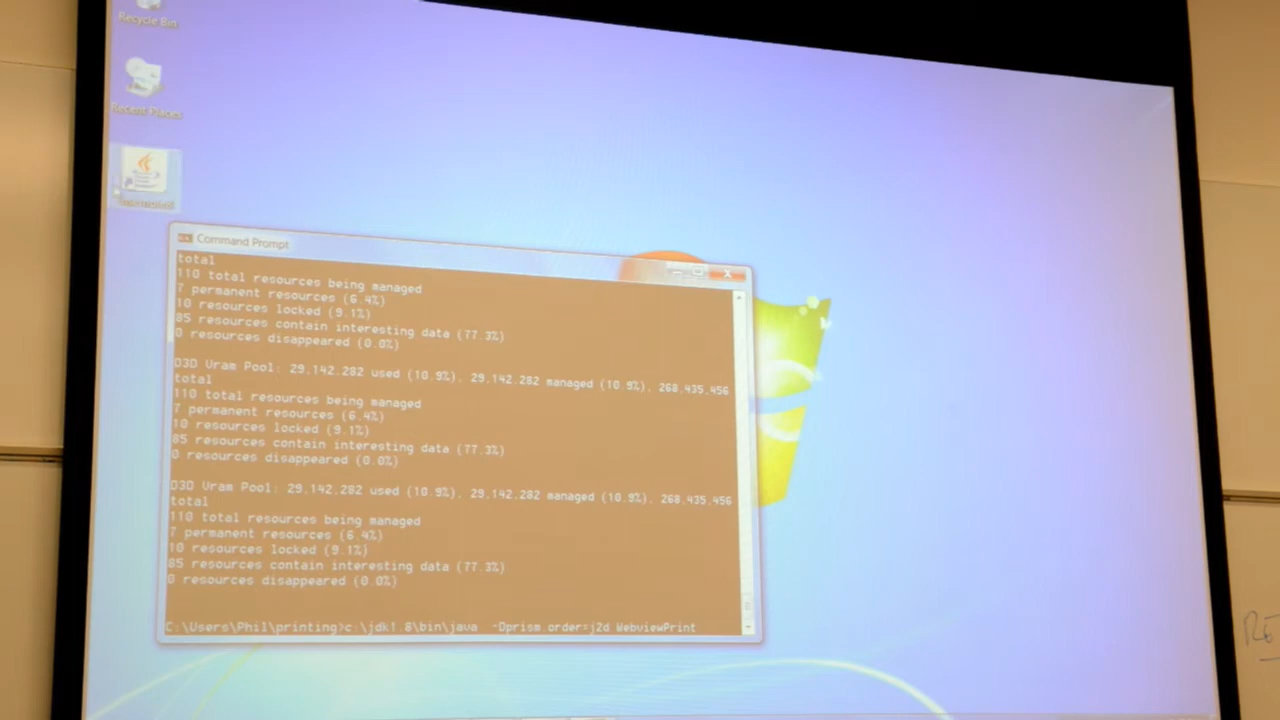 Recycle Bin
Recent Places
Command Prompt
total
110 total resources being managed
7 permanent resources (6.4%)
10 resources locked (9.1%)
85 resources contain interesting data (77.3%)
0 resources disappeared (0.0%)
D3D Vram Pool: 29,142,282 used (10.9%), 29,142,282 managed (10.9%), 268,435,456
total
110 total resources being managed
7 permanent resources (6.4%)
10 resources locked (9.1%)
85 resources contain interesting data (77.3%)
0 resources disappeared (0.0%)
D3D Vram Pool: 29,142,282 used (10.9%), 29,142,282 managed (10.9%), 268,435,456
total
110 total resources being managed
7 permanent resources (6.4%)
10 resources locked (9.1%)
85 resources contain interesting data (77.3%)
0 resources disappeared (0.0%)
C:\Users\Phil\printing>c:\jdk1.8\bin\java -Dprism.order=j2d WebviewPrint